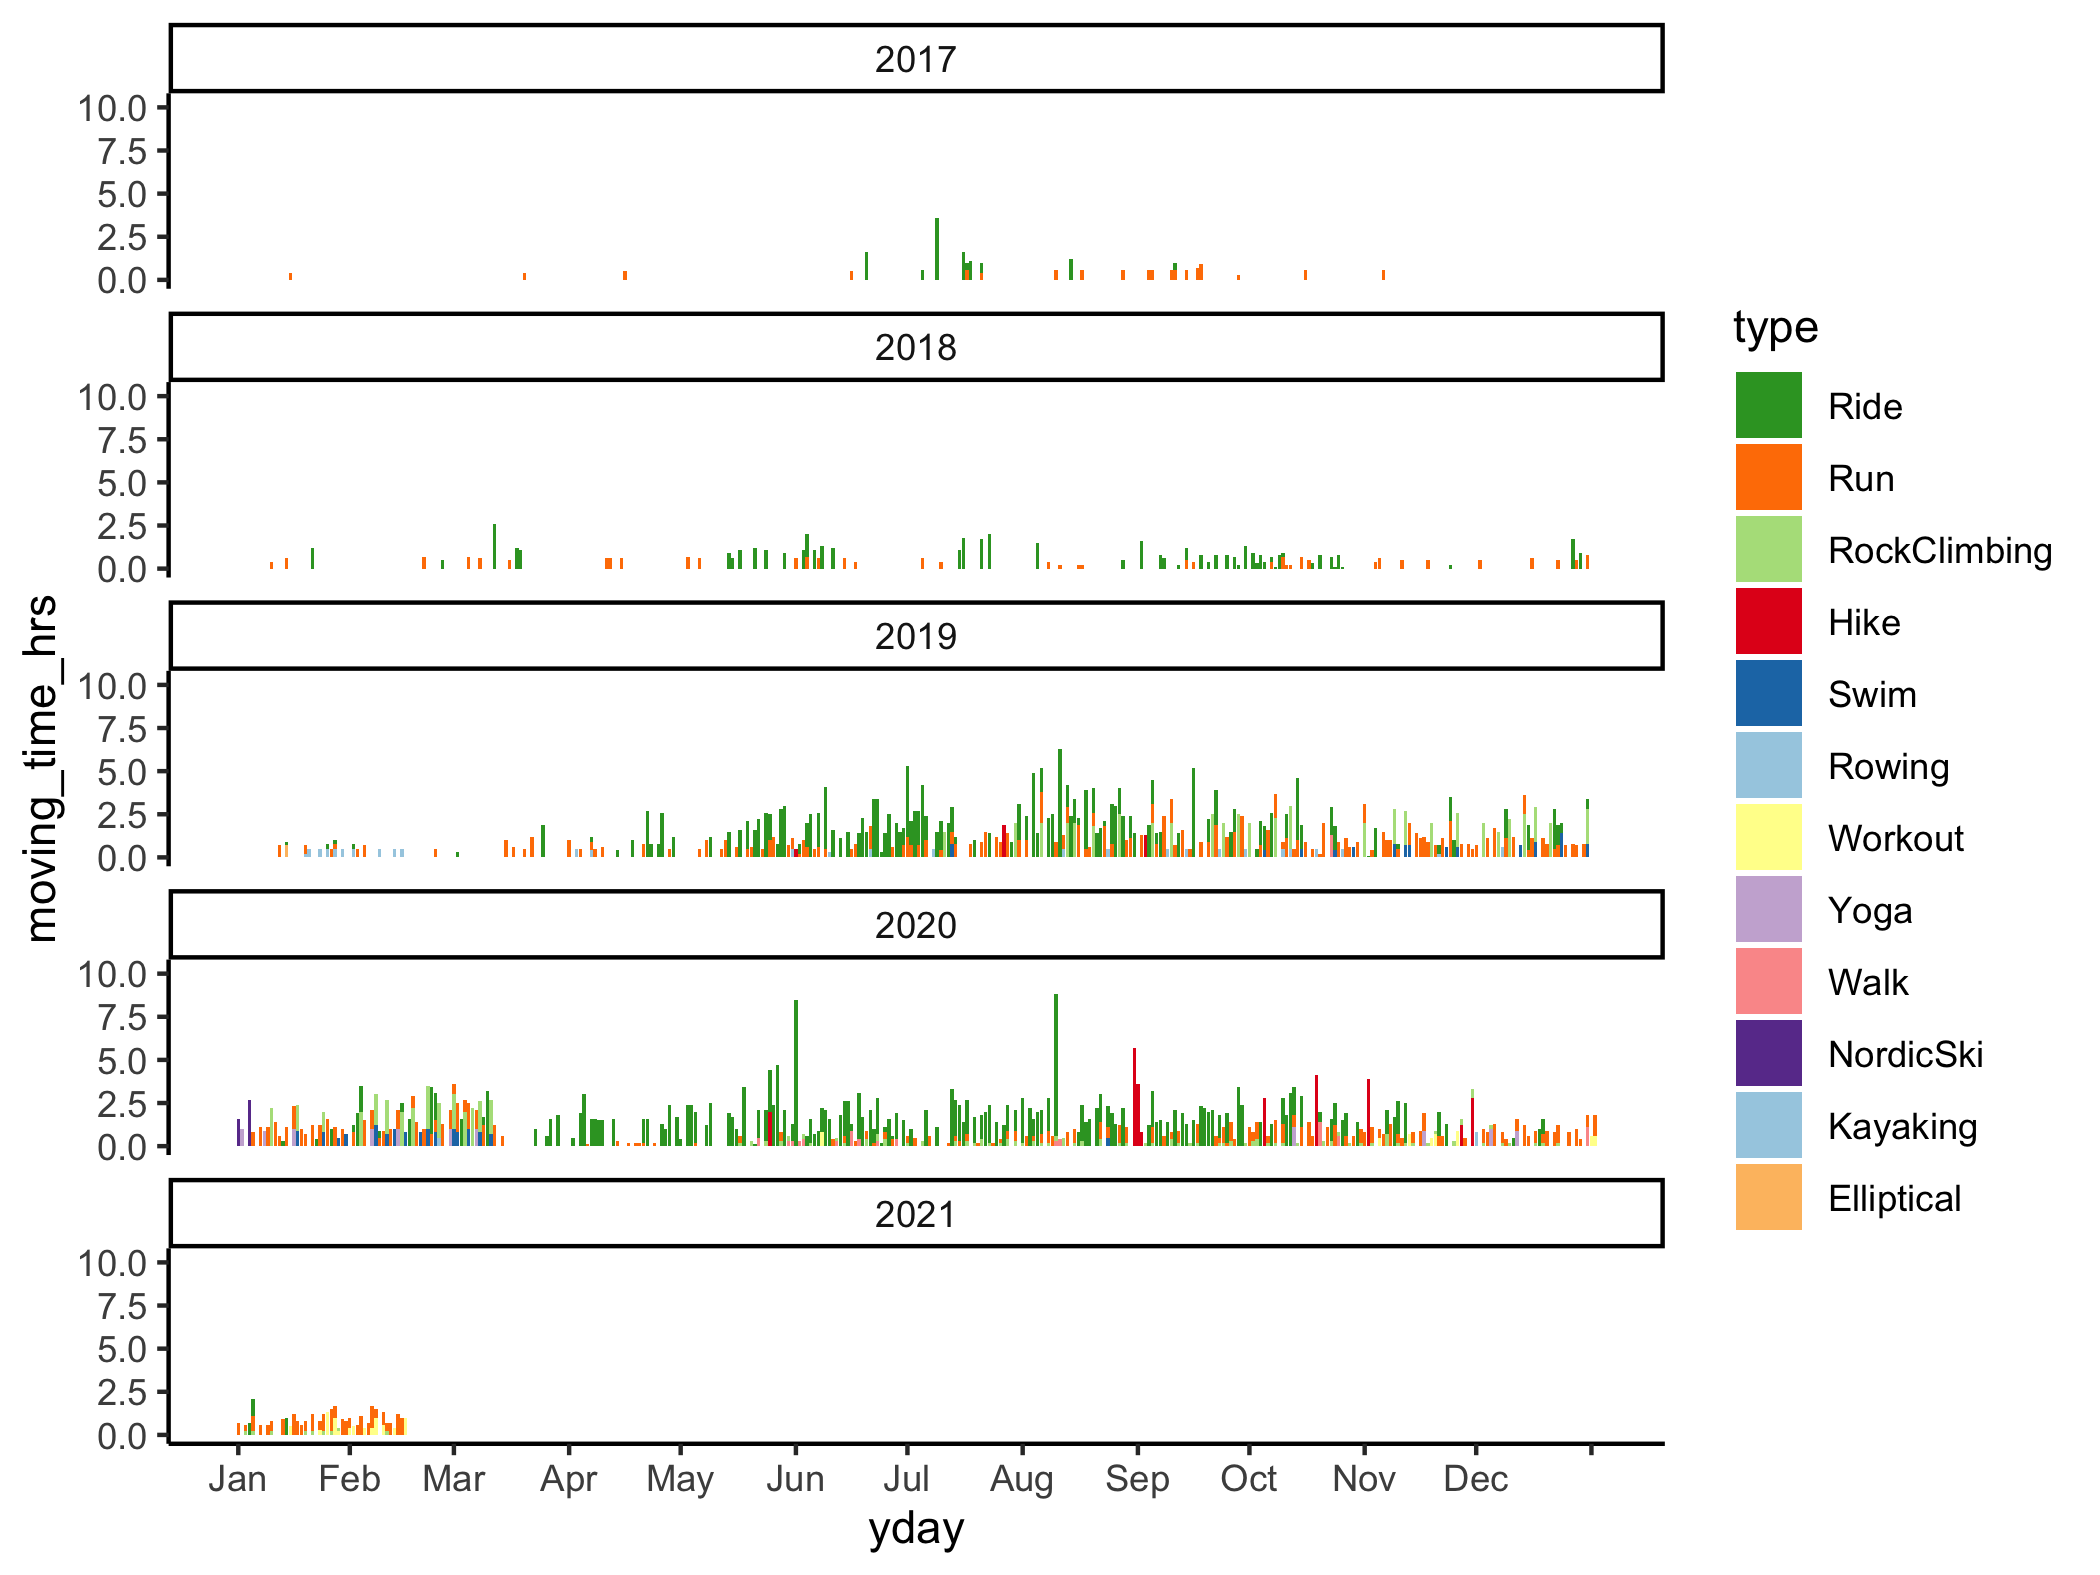 2017
10.0
7.5
5.0
2.5
0.0
2018
10.0
7.5
5.0
2.5
0.0
2019
10.0
7.5
5.0
2.5
0.0
2020
10.0
7.5
5.0
2.5
0.0
2021
10.0
7.5
5.0
2.5
0.0
moving_time_hrs
Jan Feb Mar Apr May Jun Jul Aug Sep Oct Nov Dec
yday
type
Ride
Run
RockClimbing
Hike
Swim
Rowing
Workout
Yoga
Walk
NordicSki
Kayaking
Elliptical